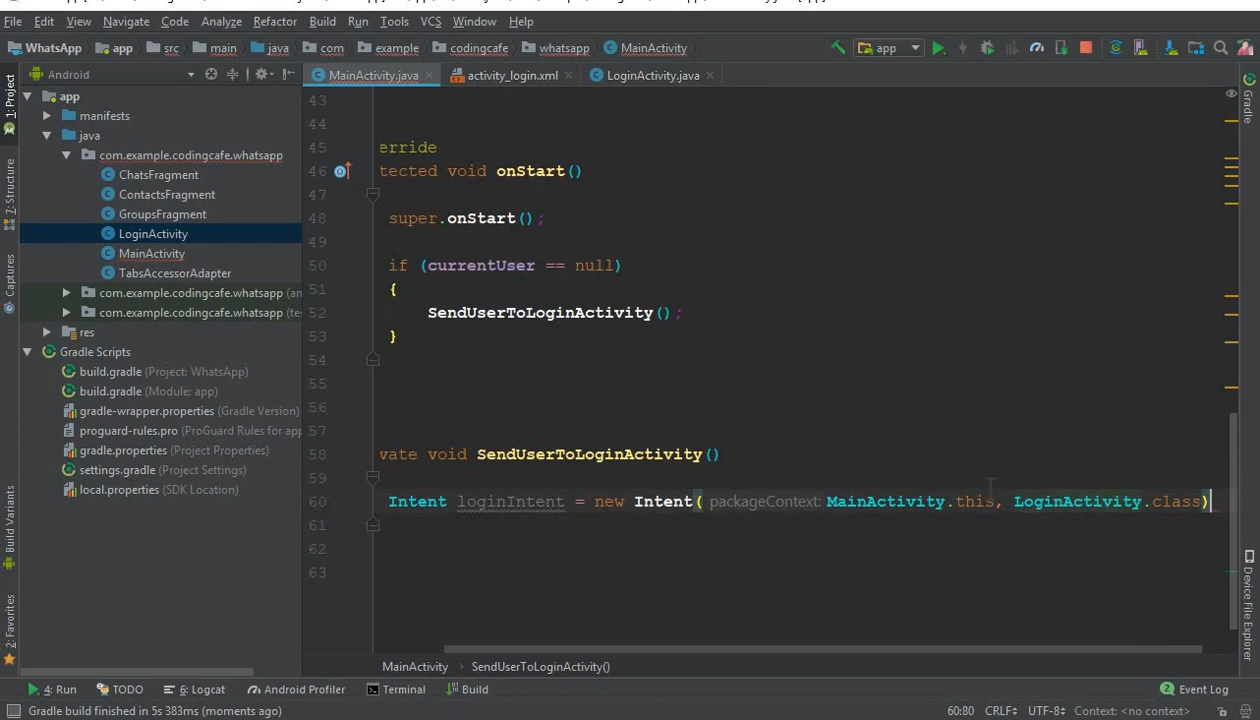 File Edit View Navigate Code Analyze Refactor Build Run Tools VCS Window Help
WhatsApp app src main java com example codingcafe whatsapp MainActivity app
Android
MainActivity.java activity_login.xml LoginActivity.java
1: Project
Z: Structure
Captures
Build Variants
2: Favorites
app
manifests
java
com.example.codingcafe.whatsapp
ChatsFragment
ContactsFragment
GroupsFragment
LoginActivity
MainActivity
TabsAccessorAdapter
com.example.codingcafe.whatsapp (an
com.example.codingcafe.whatsapp (te
res
Gradle Scripts
build.gradle (Project: WhatsApp)
build.gradle (Module: app)
gradle-wrapper.properties (Gradle Version)
proguard-rules.pro (ProGuard Rules for app
gradle.properties (Project Properties)
settings.gradle (Project Settings)
local.properties (SDK Location)
43
44
45 erride
46 tected void onStart()
47
48 super.onStart();
49
50 if (currentUser == null)
51 {
52 SendUserToLoginActivity();
53 }
54
55
56
57
58 vate void SendUserToLoginActivity()
59
60 Intent loginIntent = new Intent( packageContext: MainActivity.this, LoginActivity.class)
61
62
63
Gradle
Device File Explorer
MainActivity SendUserToLoginActivity()
4: Run TODO 6: Logcat Android Profiler Terminal Build 2 Event Log
Gradle build finished in 5s 383ms (moments ago) 60:80 CRLF UTF-8 Context: <no context>